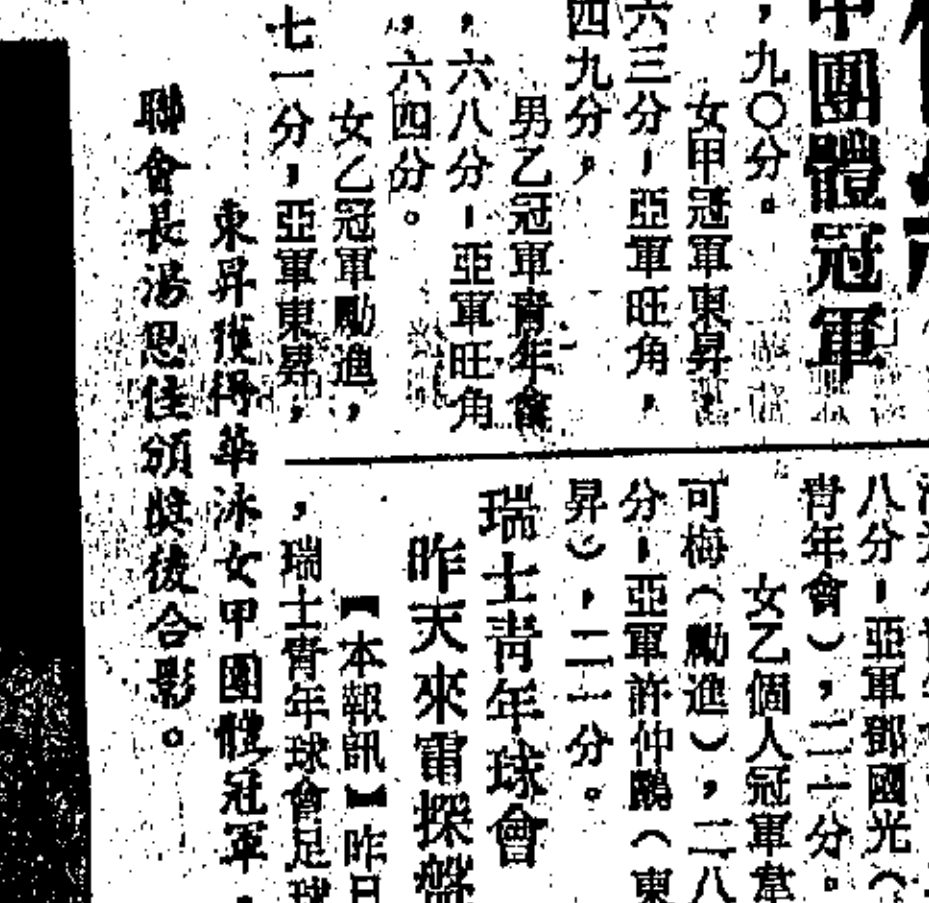 甲團體冠軍
，九〇分。
女甲冠軍東昇，
六三分，亞軍旺角，
四九分，
男乙冠軍青年會
，六八分，亞軍旺角
，六四分。
女乙冠軍勵進，
七一分，亞軍東昇，
東昇獲得華泳女甲團體冠軍，
聯會長湯恩佳頒獎後合影。
八分，亞軍鄧國光（
青年會），二一分。
女乙個人冠軍韋
可梅（勵進），二八
分，亞軍許仲鵬（東
昇），二一分。
瑞士青年球會
昨天來電探盤
【本報訊】昨日
，瑞士青年球會足球